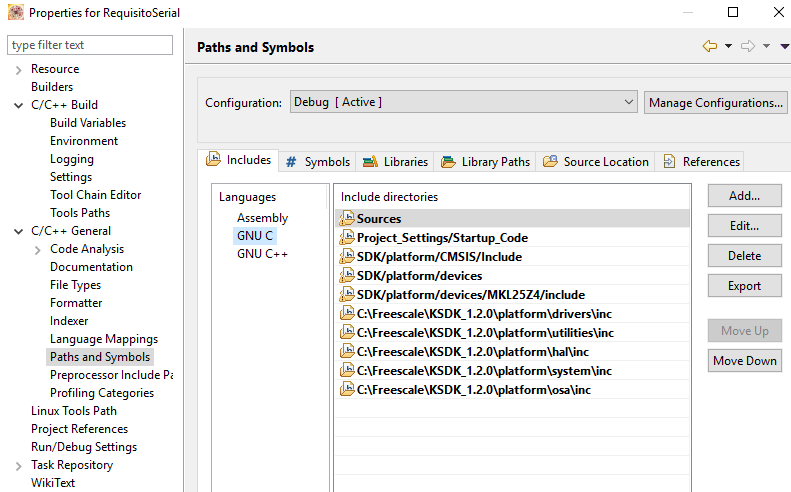 Properties for RequisitoSerial
type filter text
Resource
Builders
C/C++ Build
Build Variables
Environment
Logging
Settings
Tool Chain Editor
Tools Paths
C/C++ General
Code Analysis
Documentation
File Types
Formatter
Indexer
Language Mappings
Paths and Symbols
Preprocessor Include Pa
Profiling Categories
Linux Tools Path
Project References
Run/Debug Settings
Task Repository
WikiText
Paths and Symbols
Configuration: Debug [ Active ] Manage Configurations...
Includes # Symbols Libraries Library Paths Source Location References
Languages
Assembly
GNU C
GNU C++
Include directories
Sources
Project_Settings/Startup_Code
SDK/platform/CMSIS/Include
SDK/platform/devices
SDK/platform/devices/MKL25Z4/include
C:\Freescale\KSDK_1.2.0\platform\drivers\inc
C:\Freescale\KSDK_1.2.0\platform\utilities\inc
C:\Freescale\KSDK_1.2.0\platform\hal\inc
C:\Freescale\KSDK_1.2.0\platform\system\inc
C:\Freescale\KSDK_1.2.0\platform\osa\inc
Add...
Edit...
Delete
Export
Move Up
Move Down